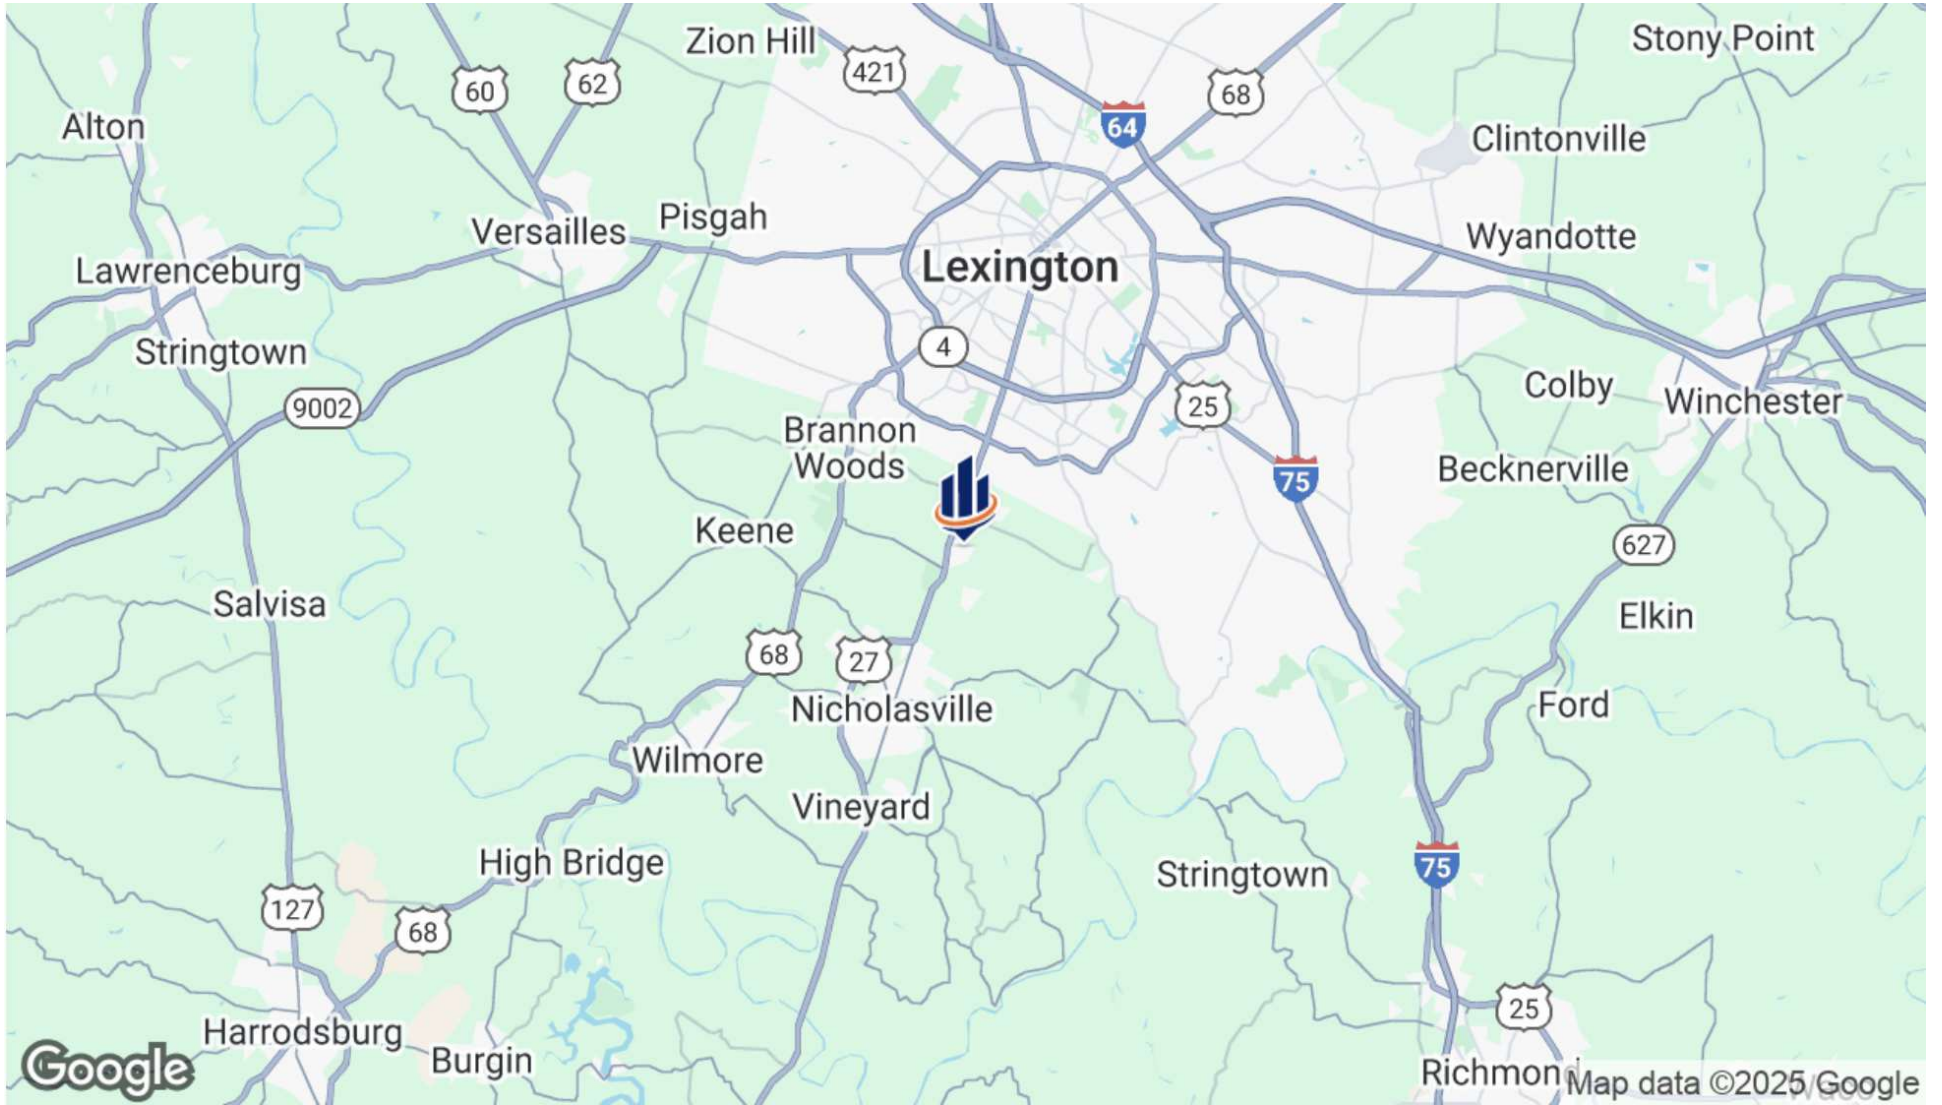 Zion Hill
Stony Point
421
60
62
68
64
Alton
Clintonville
Pisgah
Versailles
Wyandotte
Lexington
Lawrenceburg
4
Stringtown
Colby
9002
25
Winchester
Brannon
Woods
Becknerville
75
Keene
627
Salvisa
Elkin
68
27
Nicholasville
Ford
Wilmore
Vineyard
High Bridge
Stringtown
75
127
68
25
Harrodsburg
Burgin
Richmond
Waco
Google
Map data ©2025 Google